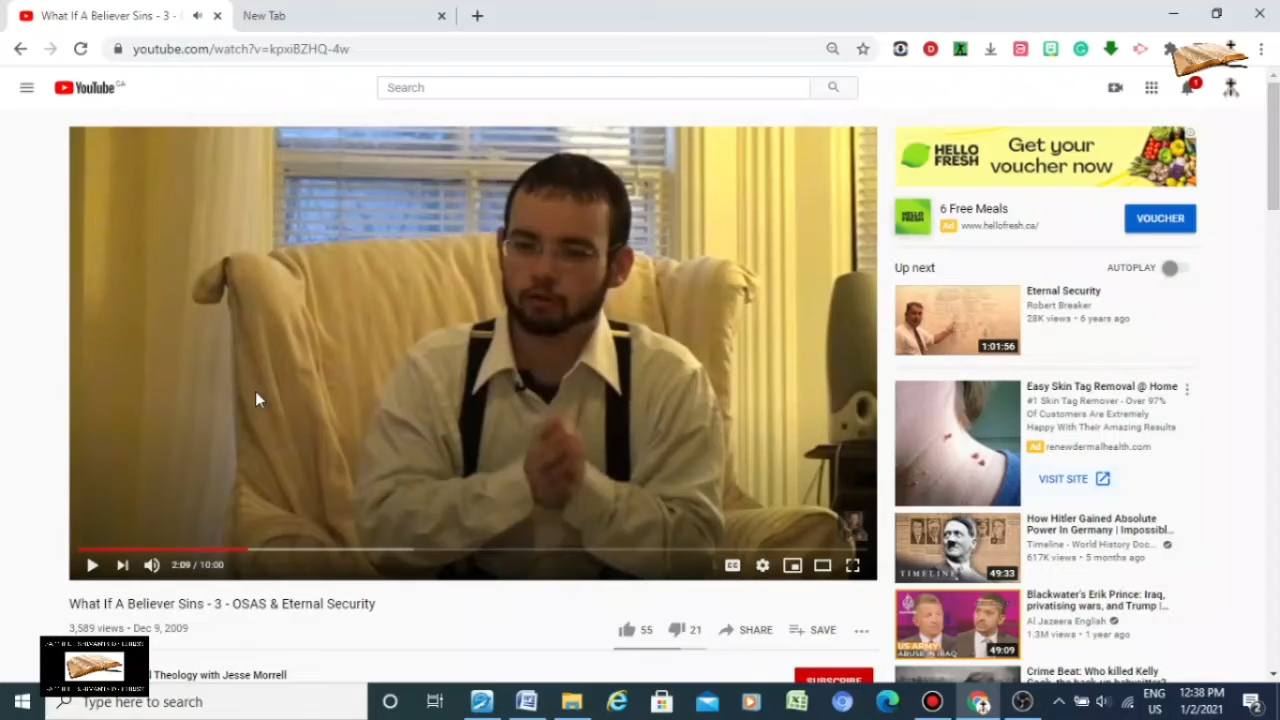 What If A Believer Sins - 3 -
New Tab
youtube.com/watch?v=kpxiBZHQ-4w
YouTube CA
Search
1
HELLO FRESH
Get your voucher now
6 Free Meals
Ad www.hellofresh.ca/
VOUCHER
Up next
AUTOPLAY
Eternal Security
Robert Breaker
28K views • 6 years ago
1:01:56
Easy Skin Tag Removal @ Home
#1 Skin Tag Remover - Over 97%
Of Customers Are Extremely
Happy With Their Amazing Results
Ad renewdermalhealth.com
VISIT SITE
How Hitler Gained Absolute
Power In Germany | Impossibl...
Timeline - World History Doc...
617K views • 5 months ago
TIMELINE
49:33
Blackwater's Erik Prince: Iraq,
privatising wars, and Trump |...
Al Jazeera English
1.3M views • 1 year ago
US ARMY
ABUSE IN IRAQ
49:09
Crime Beat: Who killed Kelly
2:09 / 10:00
CC
What If A Believer Sins - 3 - OSAS & Eternal Security
3,589 views • Dec 9, 2009
55
21
SHARE
SAVE
l Theology with Jesse Morrell
SUBSCRIBE
Type here to search
ENG
US
12:38 PM
1/2/2021
2